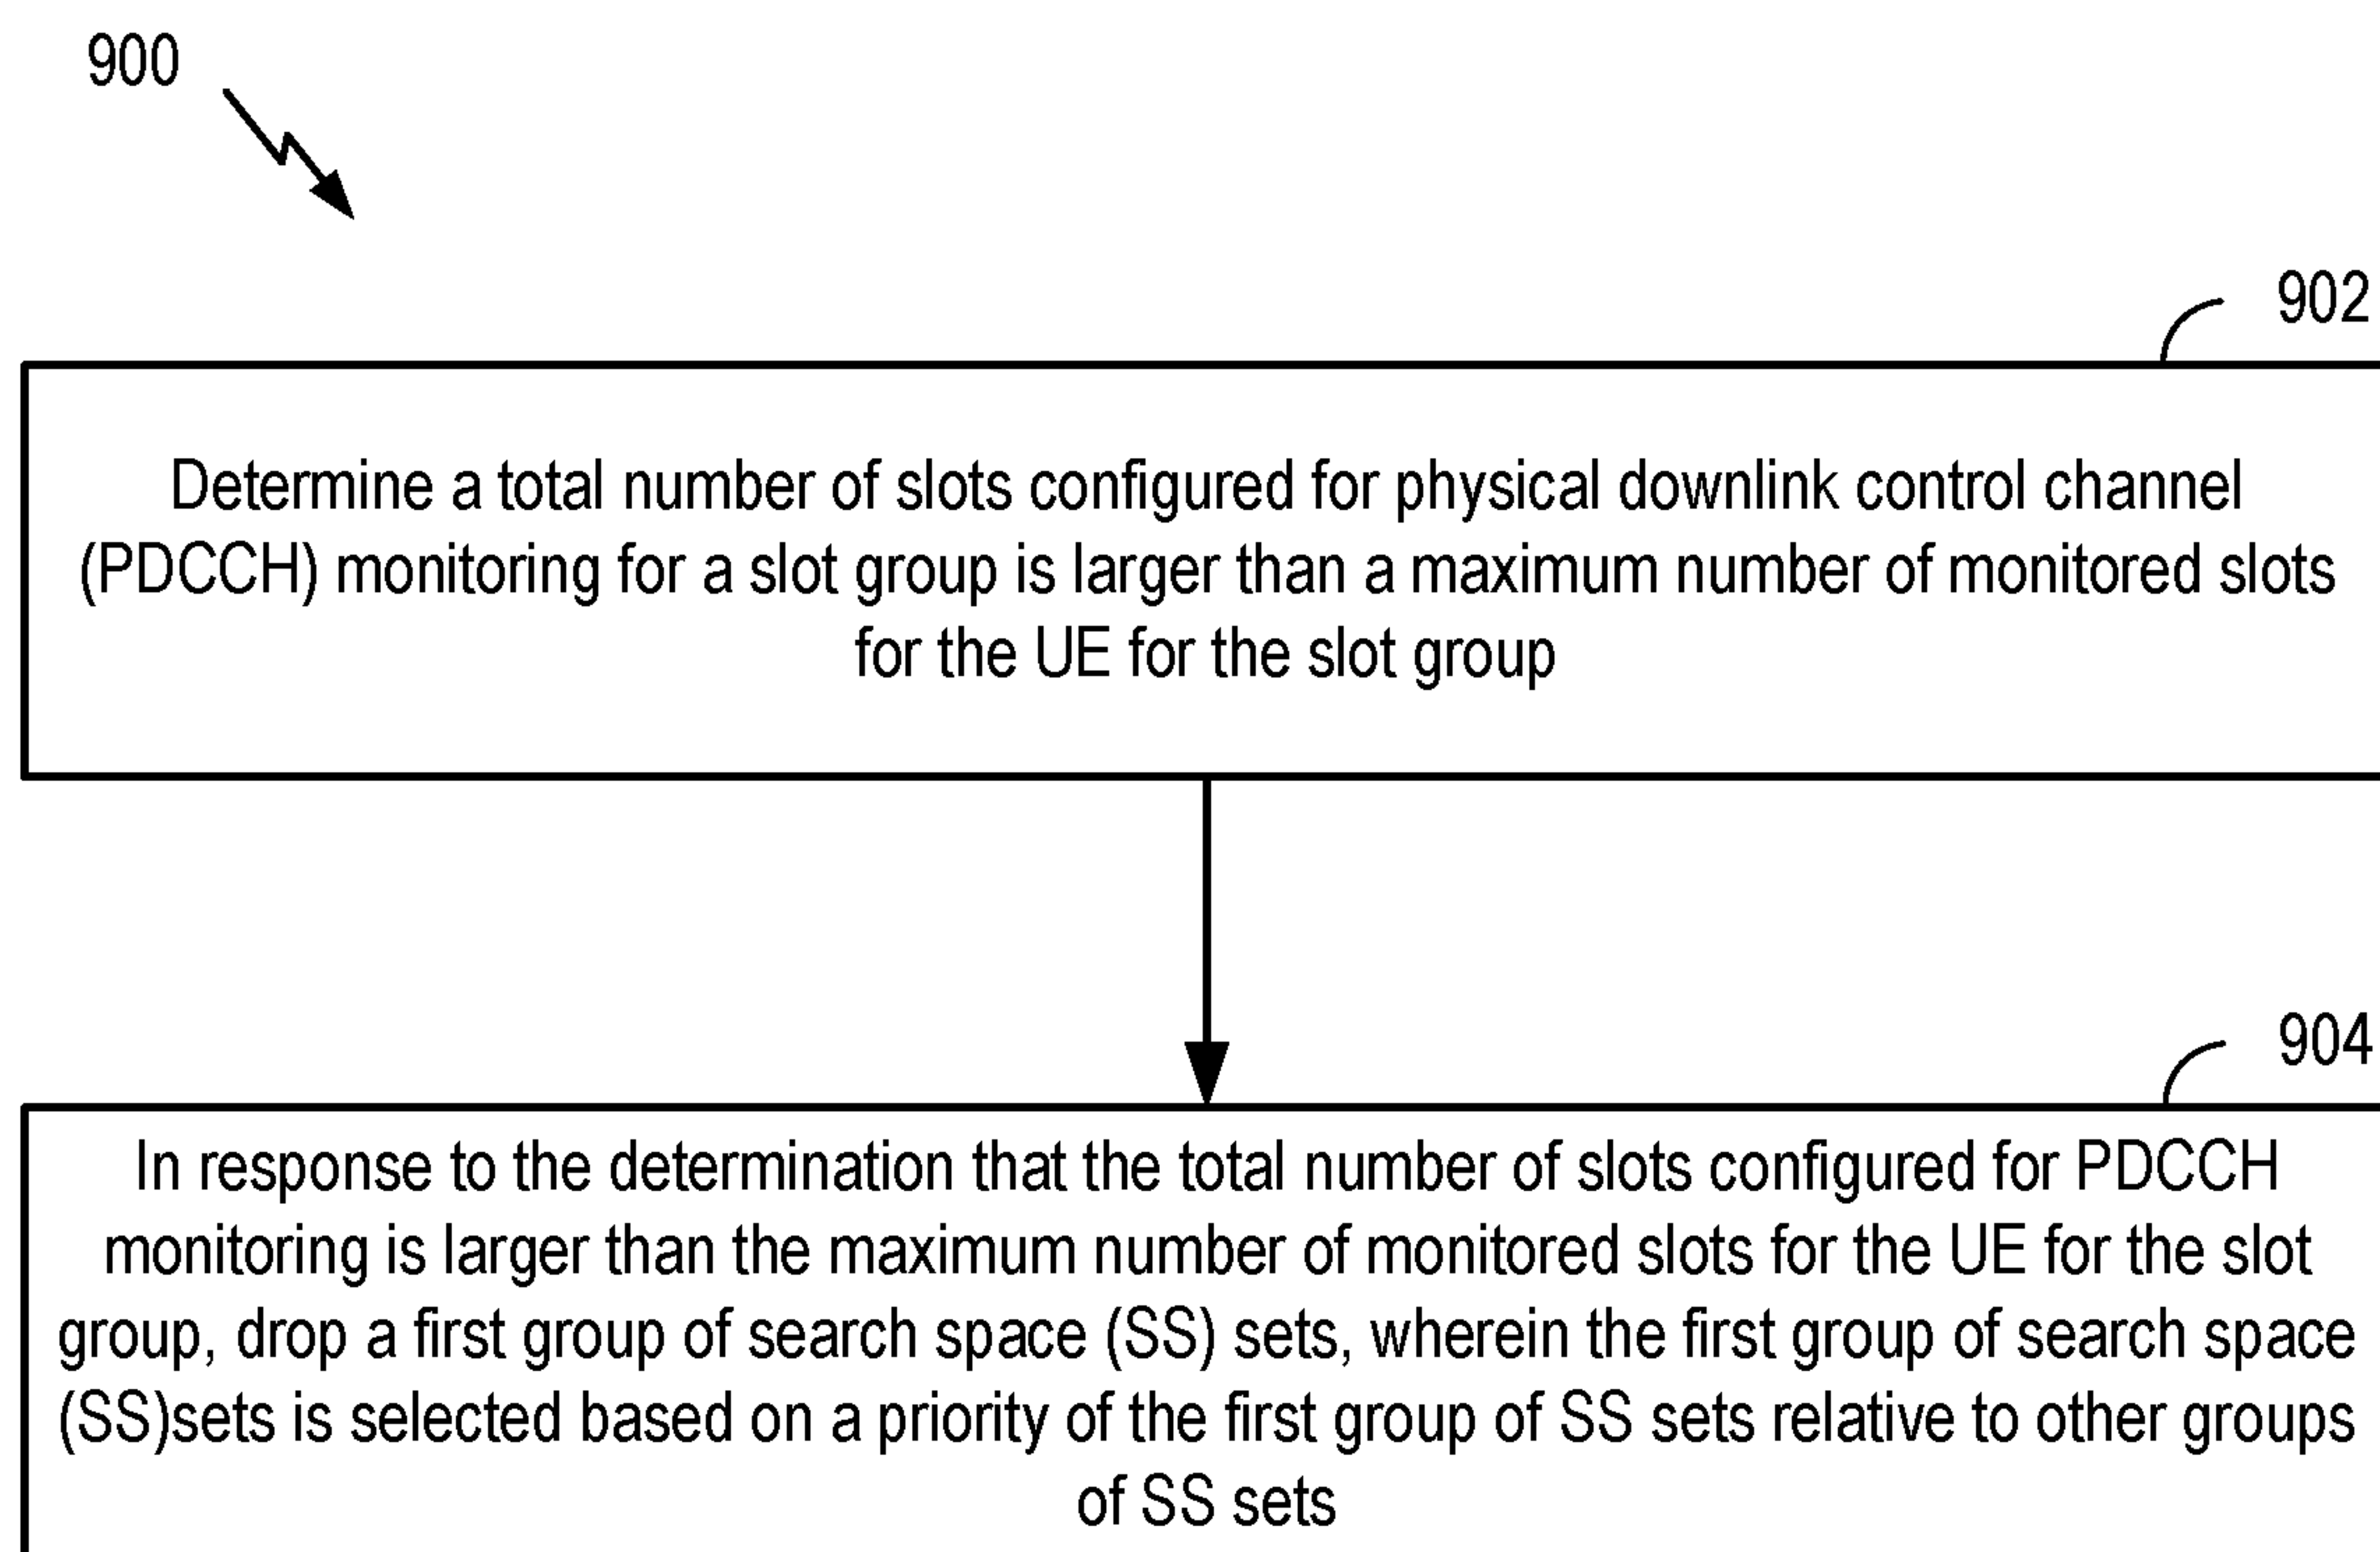 900
902
Determine a total number of slots configured for physical downlink control channel
(PDCCH) monitoring for a slot group is larger than a maximum number of monitored slots
for the UE for the slot group
904
In response to the determination that the total number of slots configured for PDCCH
monitoring is larger than the maximum number of monitored slots for the UE for the slot
group, drop a first group of search space (SS) sets, wherein the first group of search space
(SS)sets is selected based on a priority of the first group of SS sets relative to other groups
of SS sets